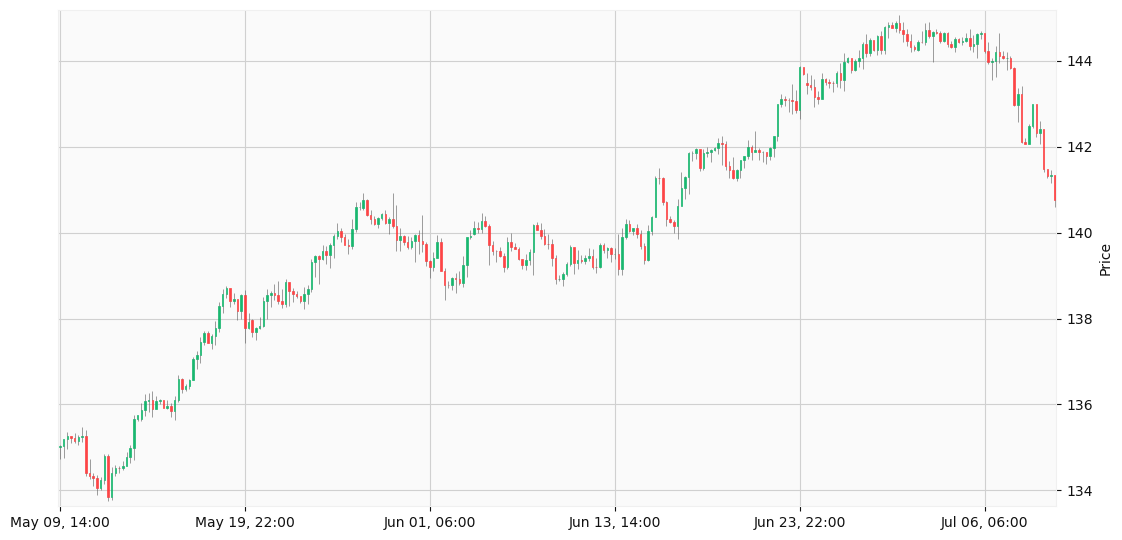 144
142
140
138
136
134
Price
May 09, 14:00
May 19, 22:00
Jun 01, 06:00
Jun 13, 14:00
Jun 23, 22:00
Jul 06, 06:00